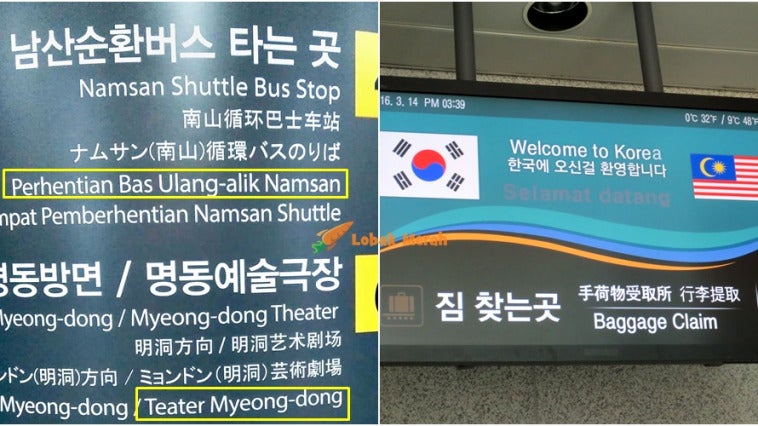 남산순환버스 타는 곳
Namsan Shuttle Bus Stop
南山循环巴士车站
ナムサン(南山)循環バスのりば
Perhentian Bas Ulang-alik Namsan
Pemberhentian Namsan Shuttle
명동방면 / 명동예술극장
Myeong-dong / Myeong-dong Theater
明洞方向 / 明洞艺术剧场
ンドン(明洞)方向 / ミョンドン (明洞)芸術劇場
Myeong-dong / Teater Myeong-dong
Lobak Merah
16. 3. 14 PM 03:39
0℃ 32℉ / 9℃ 48℉
Welcome to Korea
한국에 오신걸 환영합니다
Selamat datang
짐 찾는곳
手荷物受取所 行李提取
Baggage Claim